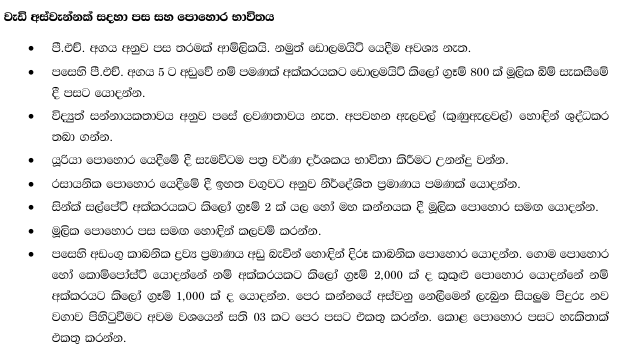 වැඩි අස්වැන්නක් සඳහා පස සහ පොහොර භාවිතය
• පී.එච්. අගය අනුව පස තරමක් ආම්ලිකයි. නමුත් ඩොලමයිට් යෙදීම අවශ්‍ය නැත.
• පසෙහි පී.එච්. අගය 5 ට අඩුවේ නම් පමණක් අක්කරයකට ඩොලමයිට් කිලෝ ග්‍රෑම් 800 ක් මූලික බිම් සැකසීමේ
දී පසට යොදන්න.
• විද්‍යුත් සන්නායකතාවය අනුව පසේ ලවණතාවය නැත. අපවහන ඇලවල් (කුණුඇලවල්) හොඳින් ශුද්ධකර
තබා ගන්න.
• යූරියා පොහොර යෙදීමේ දී සැමවිටම පත්‍ර වර්ණ දර්ශකය භාවිතා කිරීමට උනන්දු වන්න.
• රසායනික පොහොර යෙදීමේ දී ඉහත වගුවට අනුව නිර්දේශිත ප්‍රමාණය පමණක් යොදන්න.
• සින්ක් සල්පේට් අක්කරයකට කිලෝ ග්‍රෑම් 2 ක් යල හෝ මහ කන්නයක දී මූලික පොහොර සමඟ යොදන්න.
• මූලික පොහොර පස සමඟ හොඳින් කලවම් කරන්න.
• පසෙහි අඩංගු කාබනික ද්‍රව්‍ය ප්‍රමාණය අඩු බැවින් හොඳින් දිරූ කාබනික පොහොර යොදන්න. ගොම පොහොර
හෝ කොම්පෝස්ට් යොදන්නේ නම් අක්කරයකට කිලෝ ග්‍රෑම් 2,000 ක් ද කුකුළු පොහොර යොදන්නේ නම්
අක්කරයට කිලෝ ග්‍රෑම් 1,000 ක් ද යොදන්න. පෙර කන්නයේ අස්වනු නෙලීමෙන් ලැබුන සියලුම පිදුරු නව
වගාව පිහිටුවීමට අවම වශයෙන් සති 03 කට පෙර පසට එකතු කරන්න. කොළ පොහොර පසට හැකිතාක්
එකතු කරන්න.